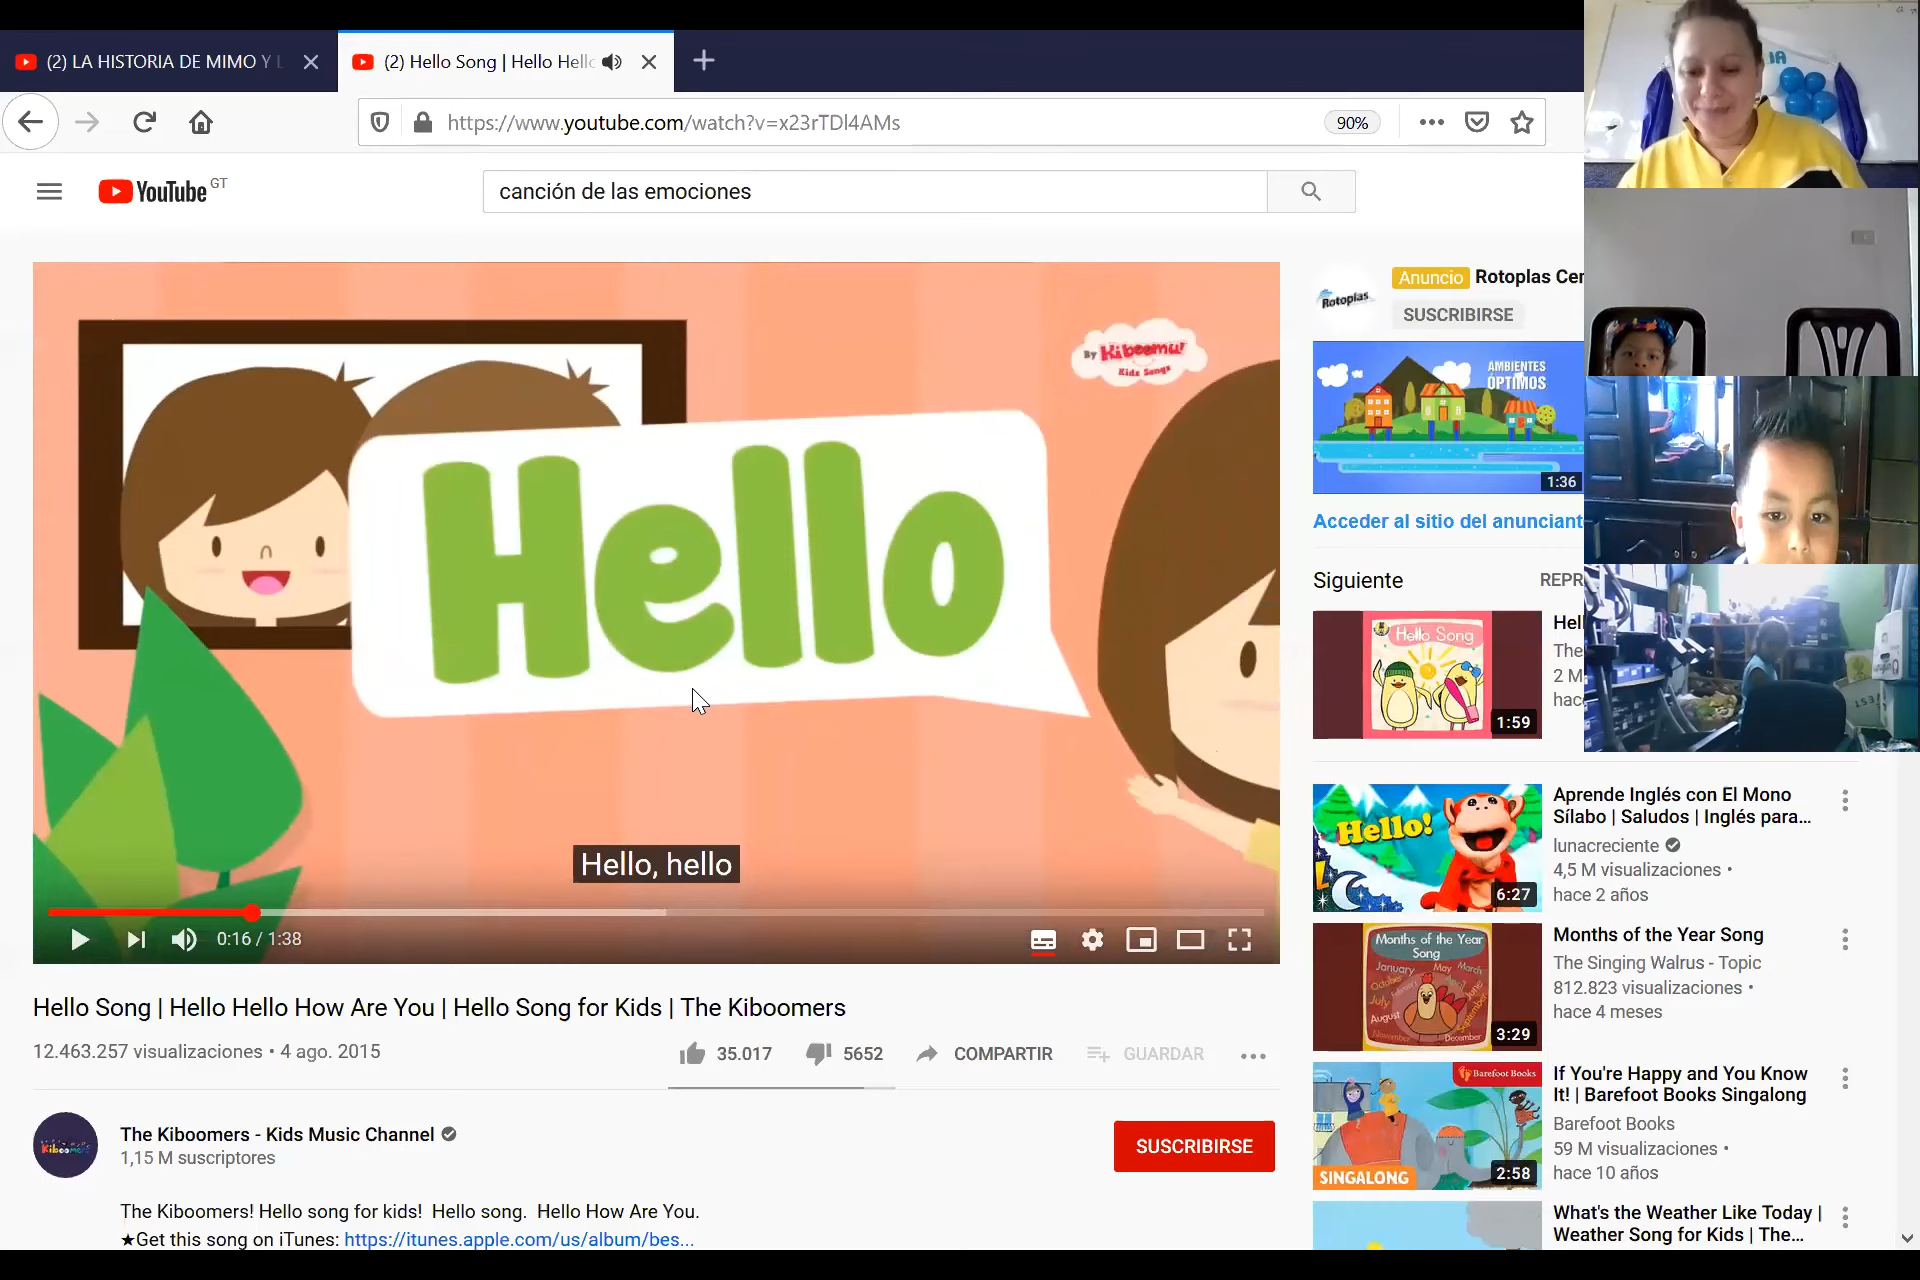 (2) LA HISTORIA DE MIMO Y L
(2) Hello Song | Hello Hello
https://www.youtube.com/watch?v=x23rTDl4AMs
90%
YouTube GT
canción de las emociones
By Kiboomu!
Kids Songs
Hello
Hello, hello
0:16 / 1:38
Hello Song | Hello Hello How Are You | Hello Song for Kids | The Kiboomers
12.463.257 visualizaciones • 4 ago. 2015
35.017
5652
COMPARTIR
GUARDAR
Kiboomers
The Kiboomers - Kids Music Channel
1,15 M suscriptores
SUSCRIBIRSE
The Kiboomers! Hello song for kids! Hello song. Hello How Are You.
★Get this song on iTunes: https://itunes.apple.com/us/album/bes...
Rotoplas
Anuncio Rotoplas Cen
SUSCRIBIRSE
AMBIENTES
ÓPTIMOS
1:36
Acceder al sitio del anunciant
Siguiente
REPR
Hello Song
1:59
Hell
The
2 M
hac
Hello!
6:27
Aprende Inglés con El Mono
Sílabo | Saludos | Inglés para...
lunacreciente
4,5 M visualizaciones •
hace 2 años
Months of the Year
Song
January
May
March
October
February
April
June
July
August
September
November
December
3:29
Months of the Year Song
The Singing Walrus - Topic
812.823 visualizaciones •
hace 4 meses
Barefoot Books
SINGALONG
2:58
If You're Happy and You Know
It! | Barefoot Books Singalong
Barefoot Books
59 M visualizaciones •
hace 10 años
What's the Weather Like Today |
Weather Song for Kids | The...
IA